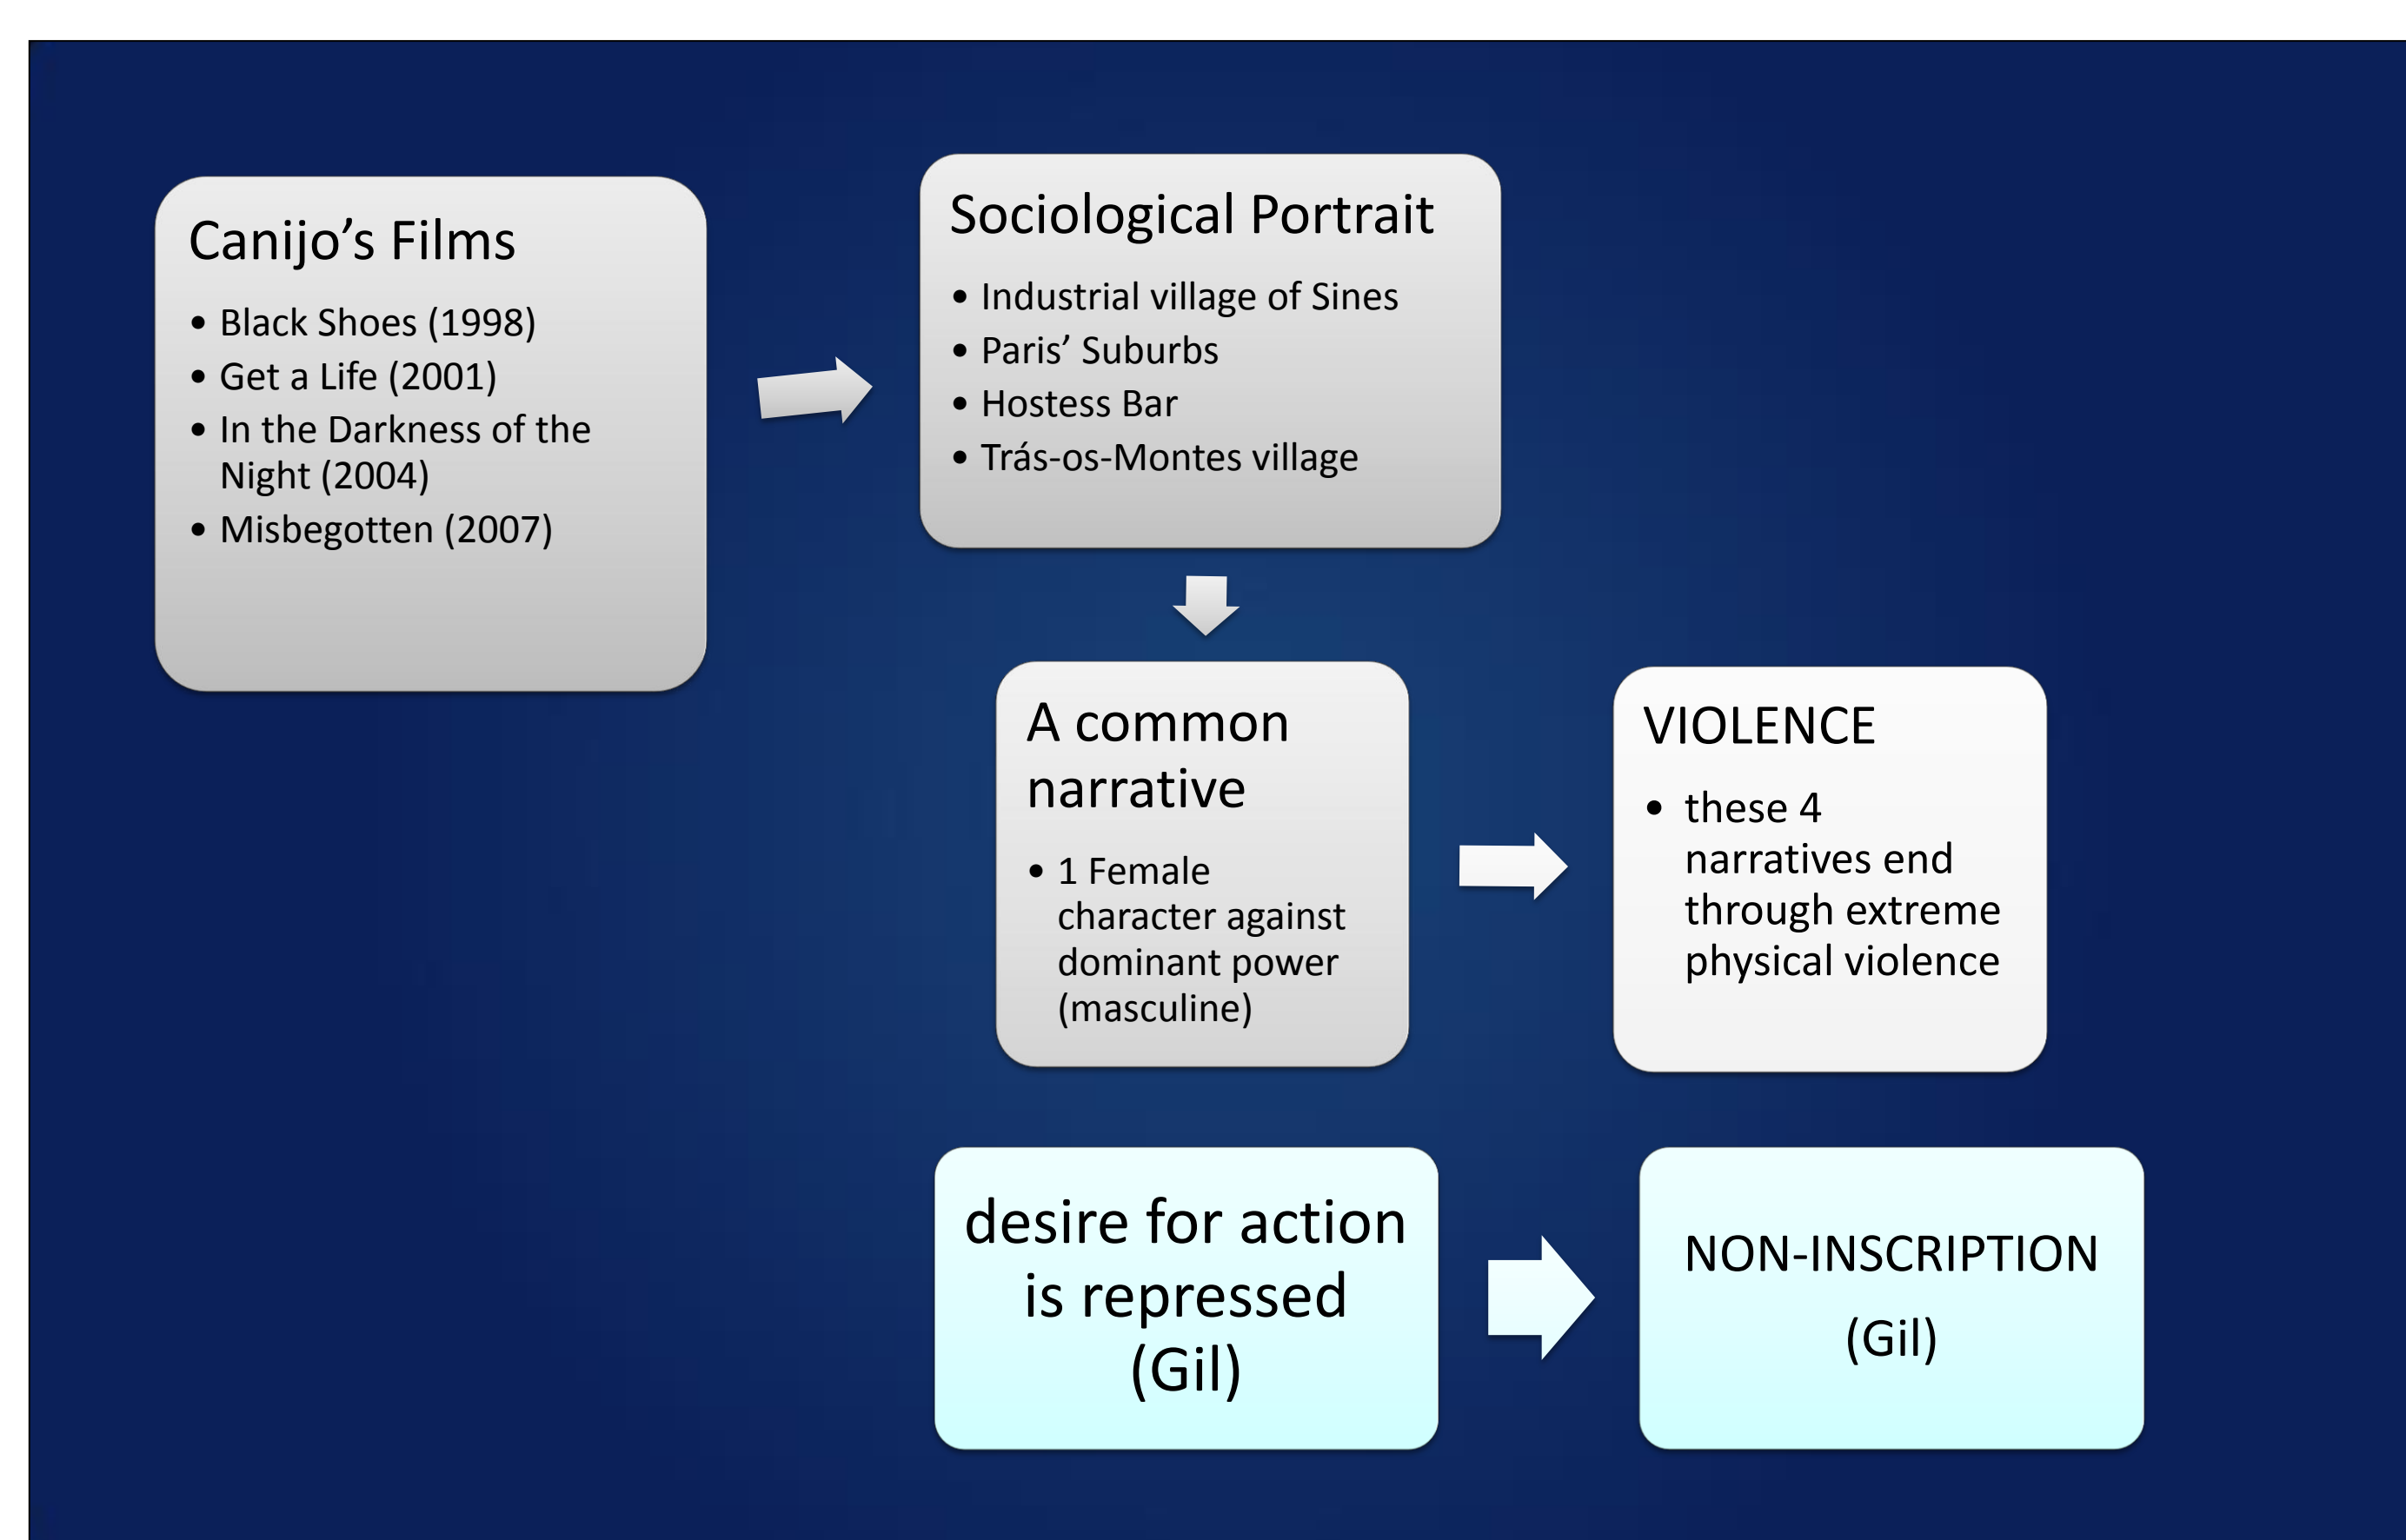 Canijo’s Films
• Black Shoes (1998)
• Get a Life (2001)
• In the Darkness of the
Night (2004)
• Misbegotten (2007)
Sociological Portrait
• Industrial village of Sines
• Paris’ Suburbs
• Hostess Bar
• Trás-os-Montes village
A common
narrative
• 1 Female
character against
dominant power
(masculine)
VIOLENCE
• these 4
narratives end
through extreme
physical violence
desire for action
is repressed
(Gil)
NON-INSCRIPTION
(Gil)